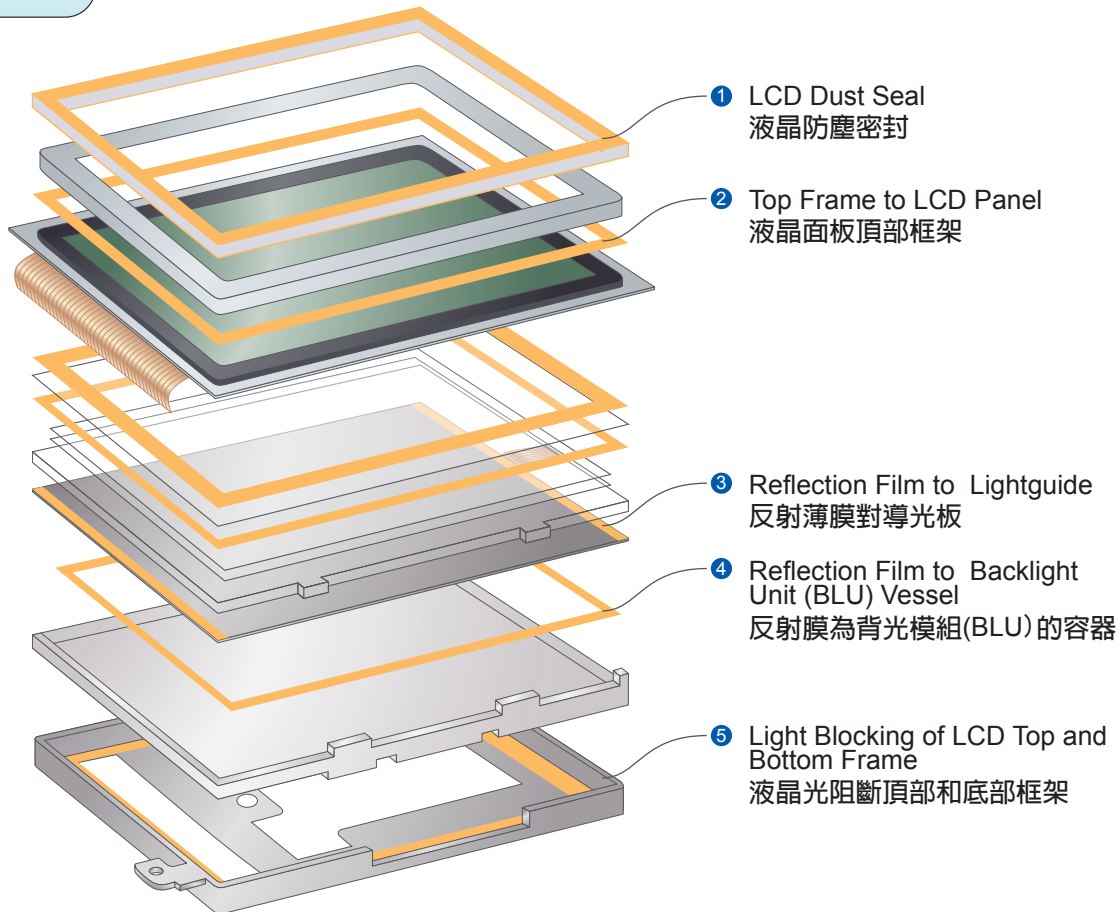 1 LCD Dust Seal
液晶防塵密封
2 Top Frame to LCD Panel
液晶面板頂部框架
3 Reflection Film to Lightguide
反射薄膜對導光板
4 Reflection Film to Backlight
Unit (BLU) Vessel
反射膜為背光模組(BLU)的容器
5 Light Blocking of LCD Top and
Bottom Frame
液晶光阻斷頂部和底部框架